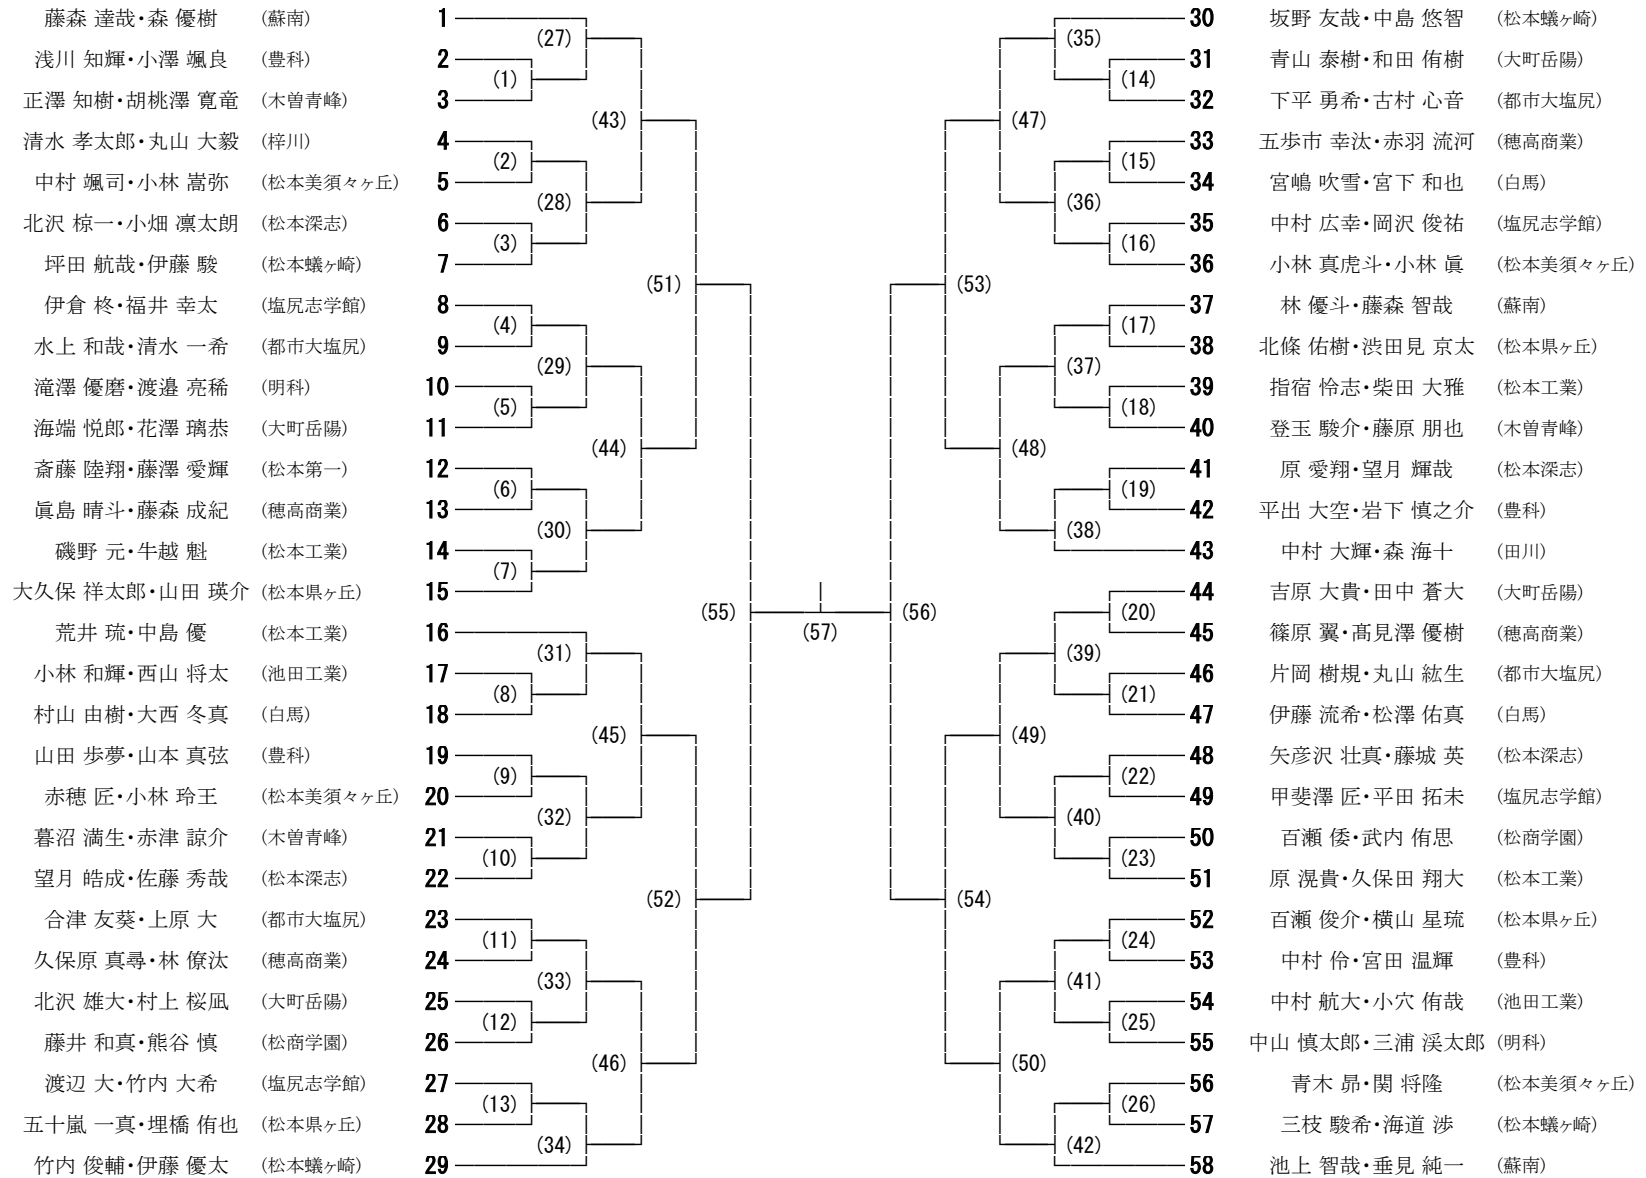 藤森 達哉・森 優樹 (蘇南) 1
浅川 知輝・小澤 颯良 (豊科) 2
正澤 知樹・胡桃澤 寛竜 (木曽青峰) 3
清水 孝太郎・丸山 大毅 (梓川) 4
中村 颯司・小林 嵩弥 (松本美須々ヶ丘) 5
北沢 椋一・小畑 凛太朗 (松本深志) 6
坪田 航哉・伊藤 駿 (松本蟻ヶ崎) 7
伊倉 柊・福井 幸太 (塩尻志学館) 8
水上 和哉・清水 一希 (都市大塩尻) 9
滝澤 優磨・渡邉 亮稀 (明科) 10
海端 悦郎・花澤 璃恭 (大町岳陽) 11
斎藤 陸翔・藤澤 愛輝 (松本第一) 12
眞島 晴斗・藤森 成紀 (穂高商業) 13
磯野 元・牛越 魁 (松本工業) 14
大久保 祥太郎・山田 瑛介 (松本県ヶ丘) 15
荒井 琉・中島 優 (松本工業) 16
小林 和輝・西山 将太 (池田工業) 17
村山 由樹・大西 冬真 (白馬) 18
山田 歩夢・山本 真弦 (豊科) 19
赤穂 匠・小林 玲王 (松本美須々ヶ丘) 20
暮沼 満生・赤津 諒介 (木曽青峰) 21
望月 皓成・佐藤 秀哉 (松本深志) 22
合津 友葵・上原 大 (都市大塩尻) 23
久保原 真尋・林 僚汰 (穂高商業) 24
北沢 雄大・村上 桜凪 (大町岳陽) 25
藤井 和真・熊谷 慎 (松商学園) 26
渡辺 大・竹内 大希 (塩尻志学館) 27
五十嵐 一真・埋橋 侑也 (松本県ヶ丘) 28
竹内 俊輔・伊藤 優太 (松本蟻ヶ崎) 29
(27)
(1)
(43)
(2)
(28)
(3)
(51)
(4)
(29)
(5)
(44)
(6)
(30)
(7)
(55)
(31)
(8)
(45)
(9)
(32)
(10)
(52)
(11)
(33)
(12)
(46)
(13)
(34)
(57)
(35)
(14)
(47)
(15)
(36)
(16)
(53)
(17)
(37)
(18)
(48)
(19)
(38)
(56)
(20)
(39)
(21)
(49)
(22)
(40)
(23)
(54)
(24)
(41)
(25)
(50)
(26)
(42)
30 坂野 友哉・中島 悠智 (松本蟻ヶ崎)
31 青山 泰樹・和田 侑樹 (大町岳陽)
32 下平 勇希・古村 心音 (都市大塩尻)
33 五歩市 幸汰・赤羽 流河 (穂高商業)
34 宮嶋 吹雪・宮下 和也 (白馬)
35 中村 広幸・岡沢 俊祐 (塩尻志学館)
36 小林 真虎斗・小林 眞 (松本美須々ヶ丘)
37 林 優斗・藤森 智哉 (蘇南)
38 北條 佑樹・渋田見 京太 (松本県ヶ丘)
39 指宿 怜志・柴田 大雅 (松本工業)
40 登玉 駿介・藤原 朋也 (木曽青峰)
41 原 愛翔・望月 輝哉 (松本深志)
42 平出 大空・岩下 慎之介 (豊科)
43 中村 大輝・森 海十 (田川)
44 吉原 大貴・田中 蒼大 (大町岳陽)
45 篠原 翼・髙見澤 優樹 (穂高商業)
46 片岡 樹規・丸山 紘生 (都市大塩尻)
47 伊藤 流希・松澤 佑真 (白馬)
48 矢彦沢 壮真・藤城 英 (松本深志)
49 甲斐澤 匠・平田 拓未 (塩尻志学館)
50 百瀬 倭・武内 侑思 (松商学園)
51 原 滉貴・久保田 翔大 (松本工業)
52 百瀬 俊介・横山 星琉 (松本県ヶ丘)
53 中村 伶・宮田 温輝 (豊科)
54 中村 航大・小穴 侑哉 (池田工業)
55 中山 慎太郎・三浦 渓太郎 (明科)
56 青木 昴・関 将隆 (松本美須々ヶ丘)
57 三枝 駿希・海道 渉 (松本蟻ヶ崎)
58 池上 智哉・垂見 純一 (蘇南)